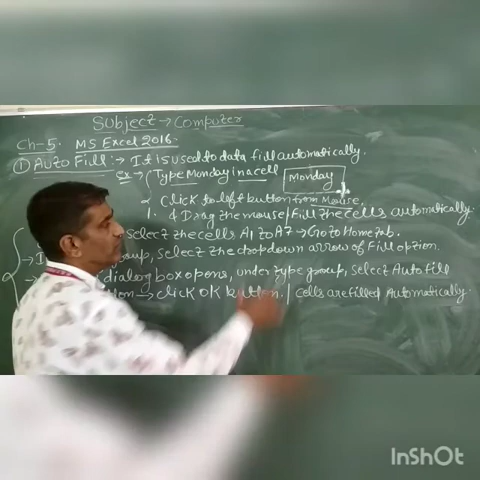 Subject → Computer
Ch-5. MS Excel 2016.
① Auto Fill :- It is used to data fill automatically.
Ex → Type Monday in a cell Monday
Click to left button from Mouse,
1. & Drag the mouse/Fill the cells automatically.
Select the cells A1 to A7 → Go to Home tab.
group, select the dropdown arrow of Fill option.
dialog box opens, under type group, select Auto fill
→ click OK button. | Cells are filled Automatically.
InShOt